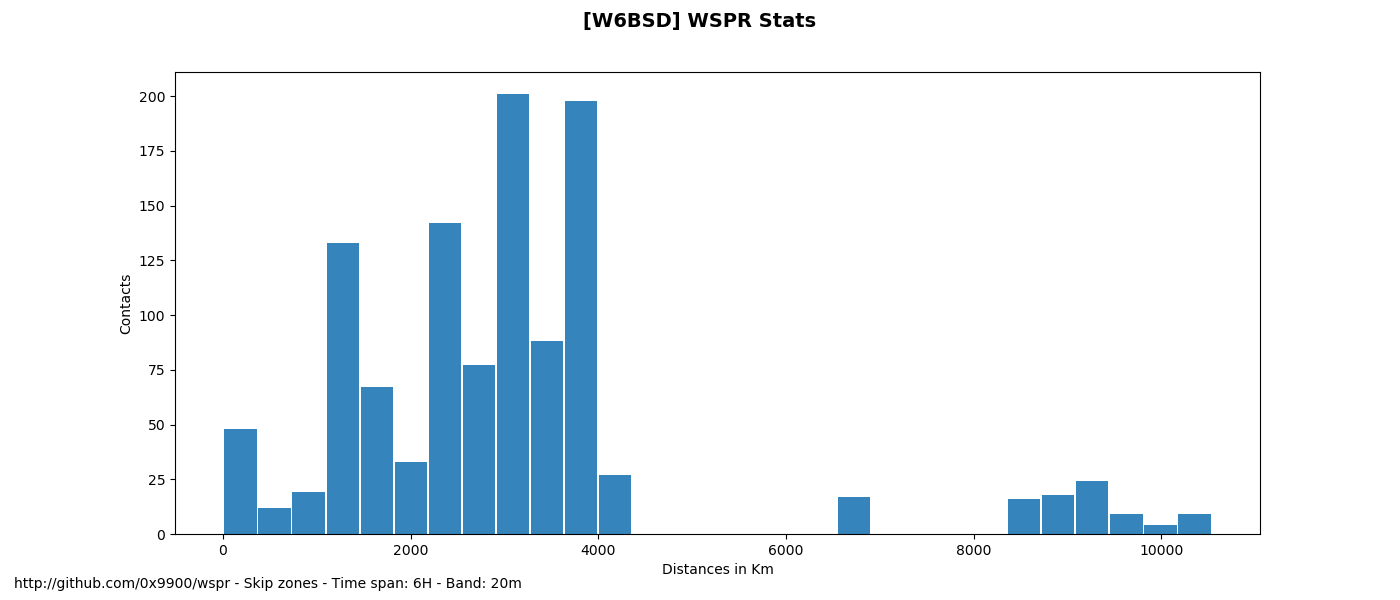 [W6BSD] WSPR Stats
200
175
150
125
100
75
50
25
0
Contacts
0 2000 4000 6000 8000 10000
Distances in Km
http://github.com/0x9900/wspr - Skip zones - Time span: 6H - Band: 20m